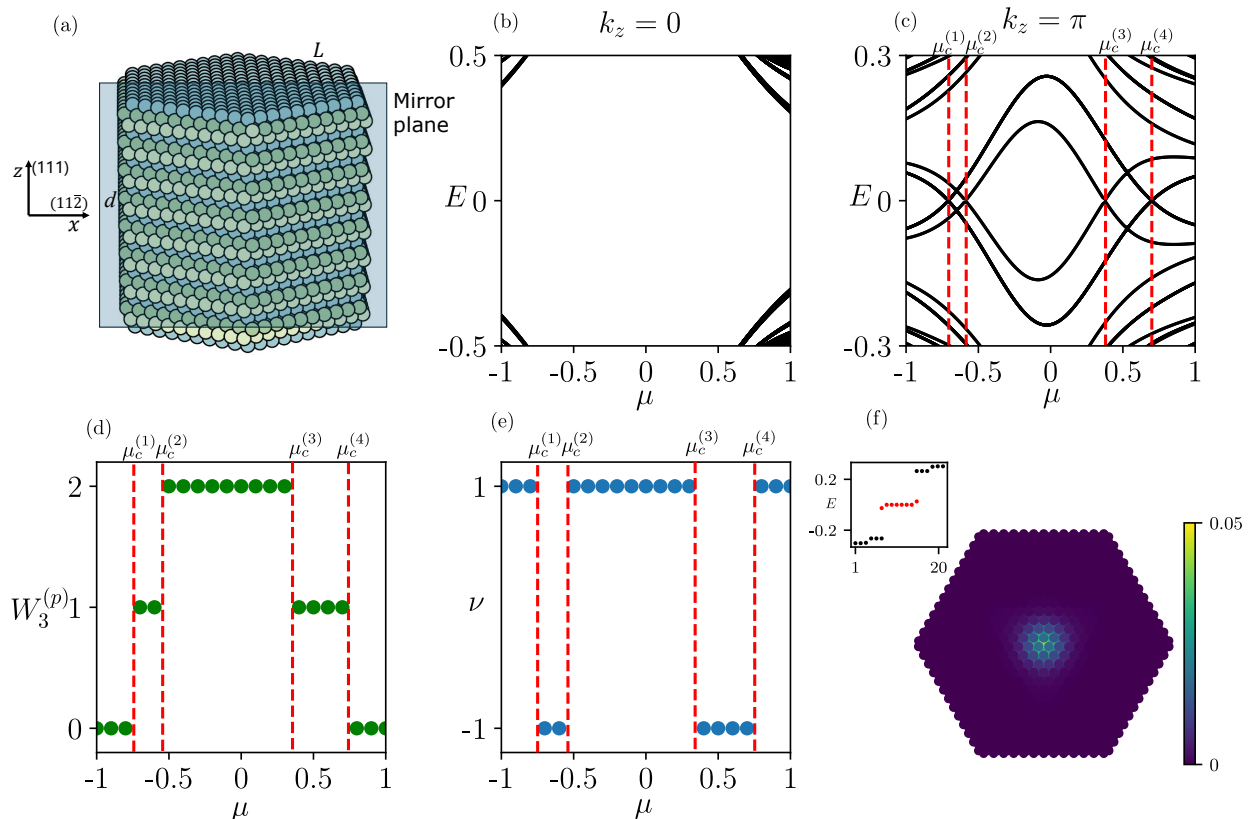 (a)
L
Mirror
plane
z
(111)
(112̅)
x
d
(b)
k_z = 0
0.5
E 0
-0.5
-1 -0.5 0 0.5 1
μ
(c)
k_z = π
μ_c^(1) μ_c^(2) μ_c^(3) μ_c^(4)
0.3
E 0
-0.3
-1 -0.5 0 0.5 1
μ
(d)
μ_c^(1) μ_c^(2) μ_c^(3) μ_c^(4)
2
W_3^(p) 1
0
-1 -0.5 0 0.5 1
μ
(e)
μ_c^(1) μ_c^(2) μ_c^(3) μ_c^(4)
1
ν
-1
-1 -0.5 0 0.5 1
μ
(f)
0.2
E
-0.2
1 20
0.05
0